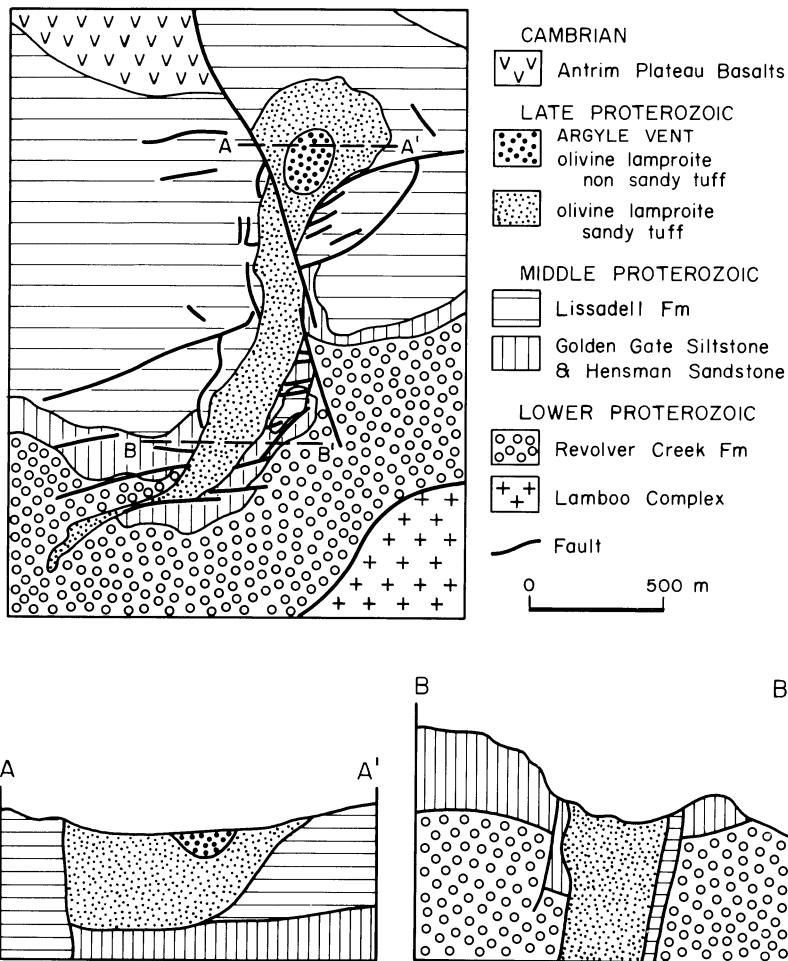 CAMBRIAN
Antrim Plateau Basalts
LATE PROTEROZOIC
ARGYLE VENT
olivine lamproite
non sandy tuff
olivine lamproite
sandy tuff
MIDDLE PROTEROZOIC
Lissadell Fm
Golden Gate Siltstone
& Hensman Sandstone
LOWER PROTEROZOIC
Revolver Creek Fm
Lamboo Complex
Fault
0 500 m
A A'
B B'
A A'
B B